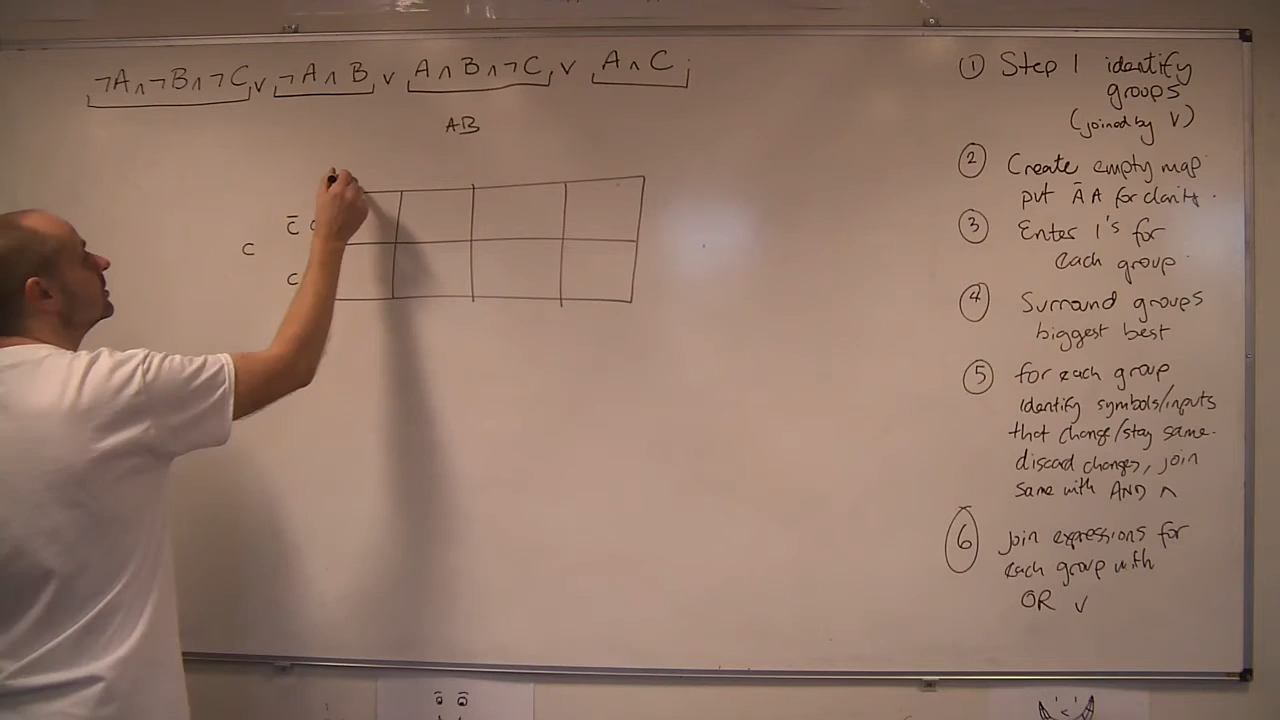 ¬A∧¬B∧¬C ∨ ¬A∧B ∨ A∧B∧¬C ∨ A∧C
AB
C̄
C
C
① Step 1 identify
groups
(joined by ∨)
② Create empty map
put Ā A for clarity.
③ Enter 1's for
each group
④ Surround groups
biggest best
⑤ for each group
identify symbols/inputs
that change/stay same.
discard changes, join
same with AND ∧
⑥ join expressions for
each group with
OR ∨